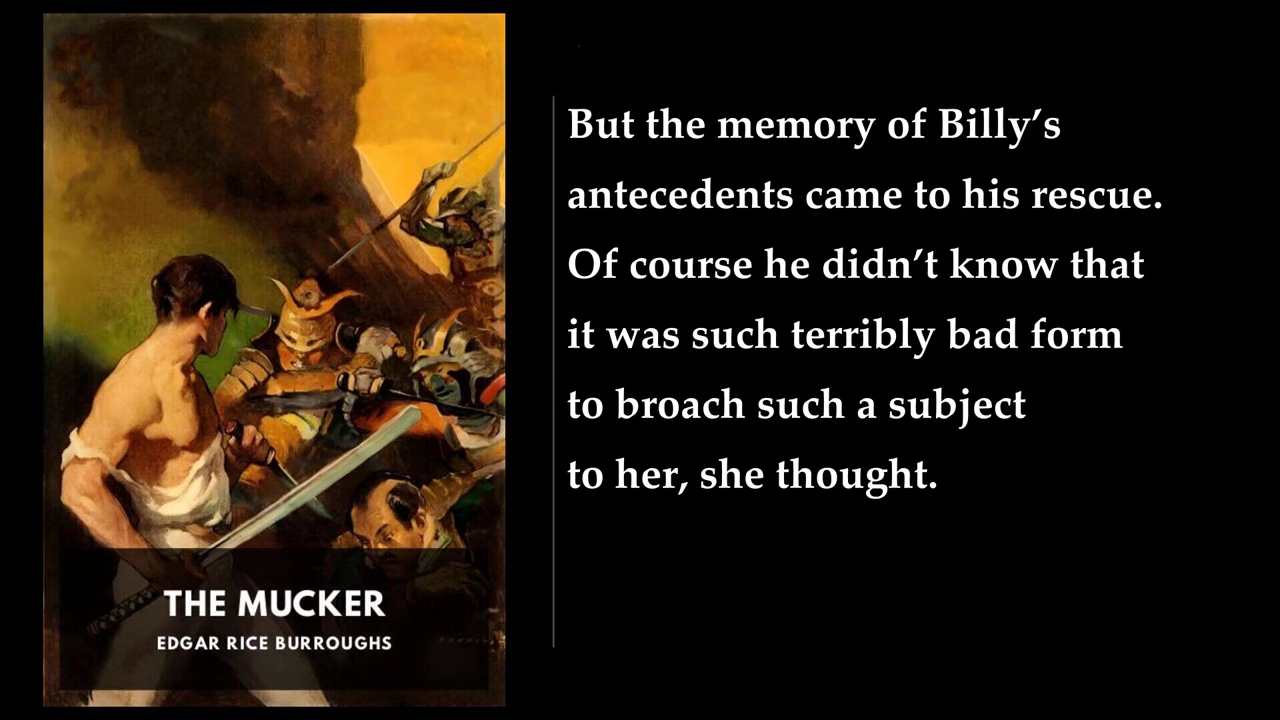 THE MUCKER
EDGAR RICE BURROUGHS
But the memory of Billy’s
antecedents came to his rescue.
Of course he didn’t know that
it was such terribly bad form
to broach such a subject
to her, she thought.